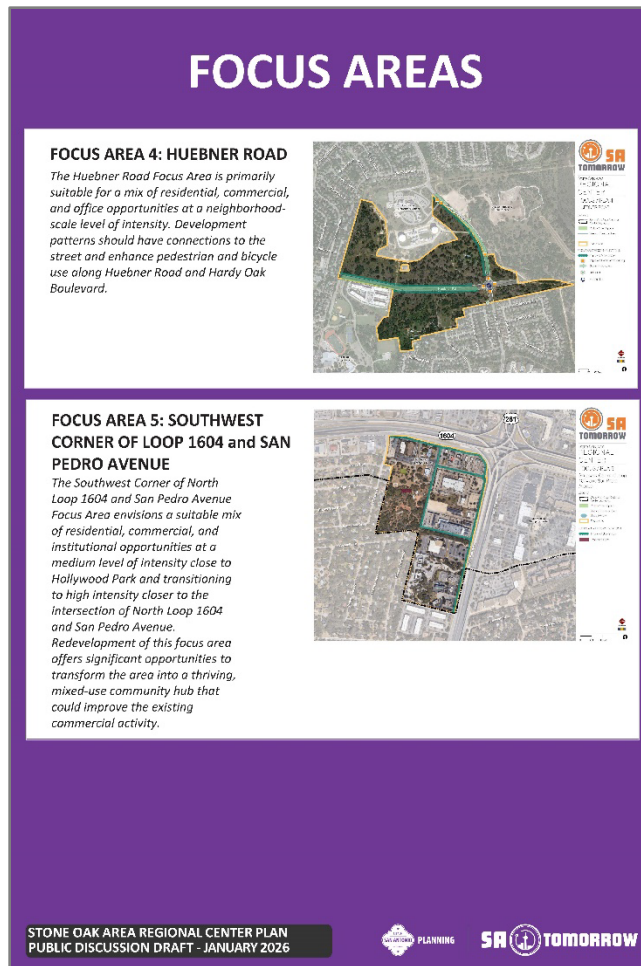 FOCUS AREAS
FOCUS AREA 4: HUEBNER ROAD
The Huebner Road Focus Area is primarily
suitable for a mix of residential, commercial,
and office opportunities at a neighborhood-
scale level of intensity. Development
patterns should have connections to the
street and enhance pedestrian and bicycle
use along Huebner Road and Hardy Oak
Boulevard.
SA
TOMORROW
FOCUS AREA 5: SOUTHWEST
CORNER OF LOOP 1604 and SAN
PEDRO AVENUE
The Southwest Corner of North
Loop 1604 and San Pedro Avenue
Focus Area envisions a suitable mix
of residential, commercial, and
institutional opportunities at a
medium level of intensity close to
Hollywood Park and transitioning
to high intensity closer to the
intersection of North Loop 1604
and San Pedro Avenue.
Redevelopment of this focus area
offers significant opportunities to
transform the area into a thriving,
mixed-use community hub that
could improve the existing
commercial activity.
281
1604
SA
TOMORROW
STONE OAK AREA REGIONAL CENTER PLAN
PUBLIC DISCUSSION DRAFT - JANUARY 2026
SAN ANTONIO
PLANNING
SA TOMORROW